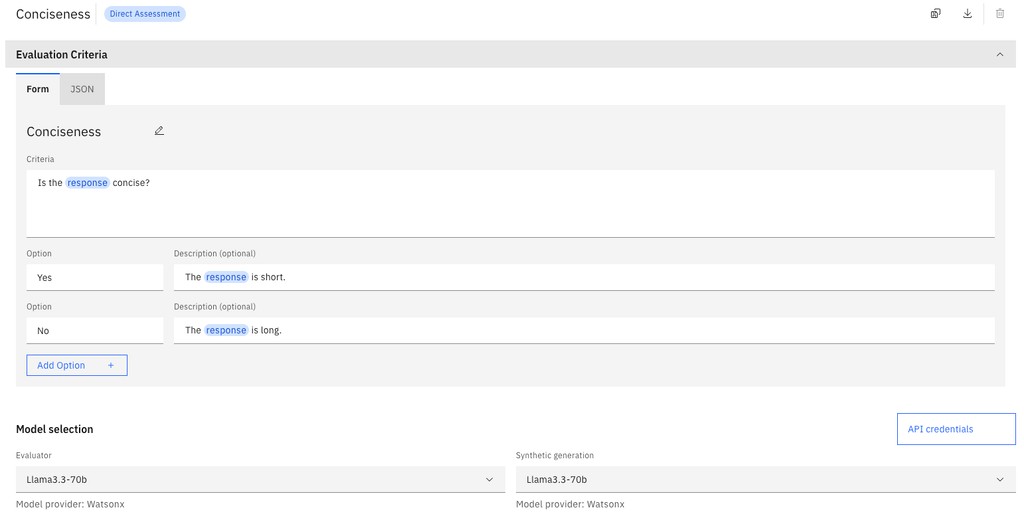 Conciseness Direct Assessment
Evaluation Criteria
Form JSON
Conciseness
Criteria
Is the response concise?
Option Description (optional)
Yes The response is short.
Option Description (optional)
No The response is long.
Add Option +
Model selection API credentials
Evaluator Synthetic generation
Llama3.3-70b Llama3.3-70b
Model provider: Watsonx Model provider: Watsonx